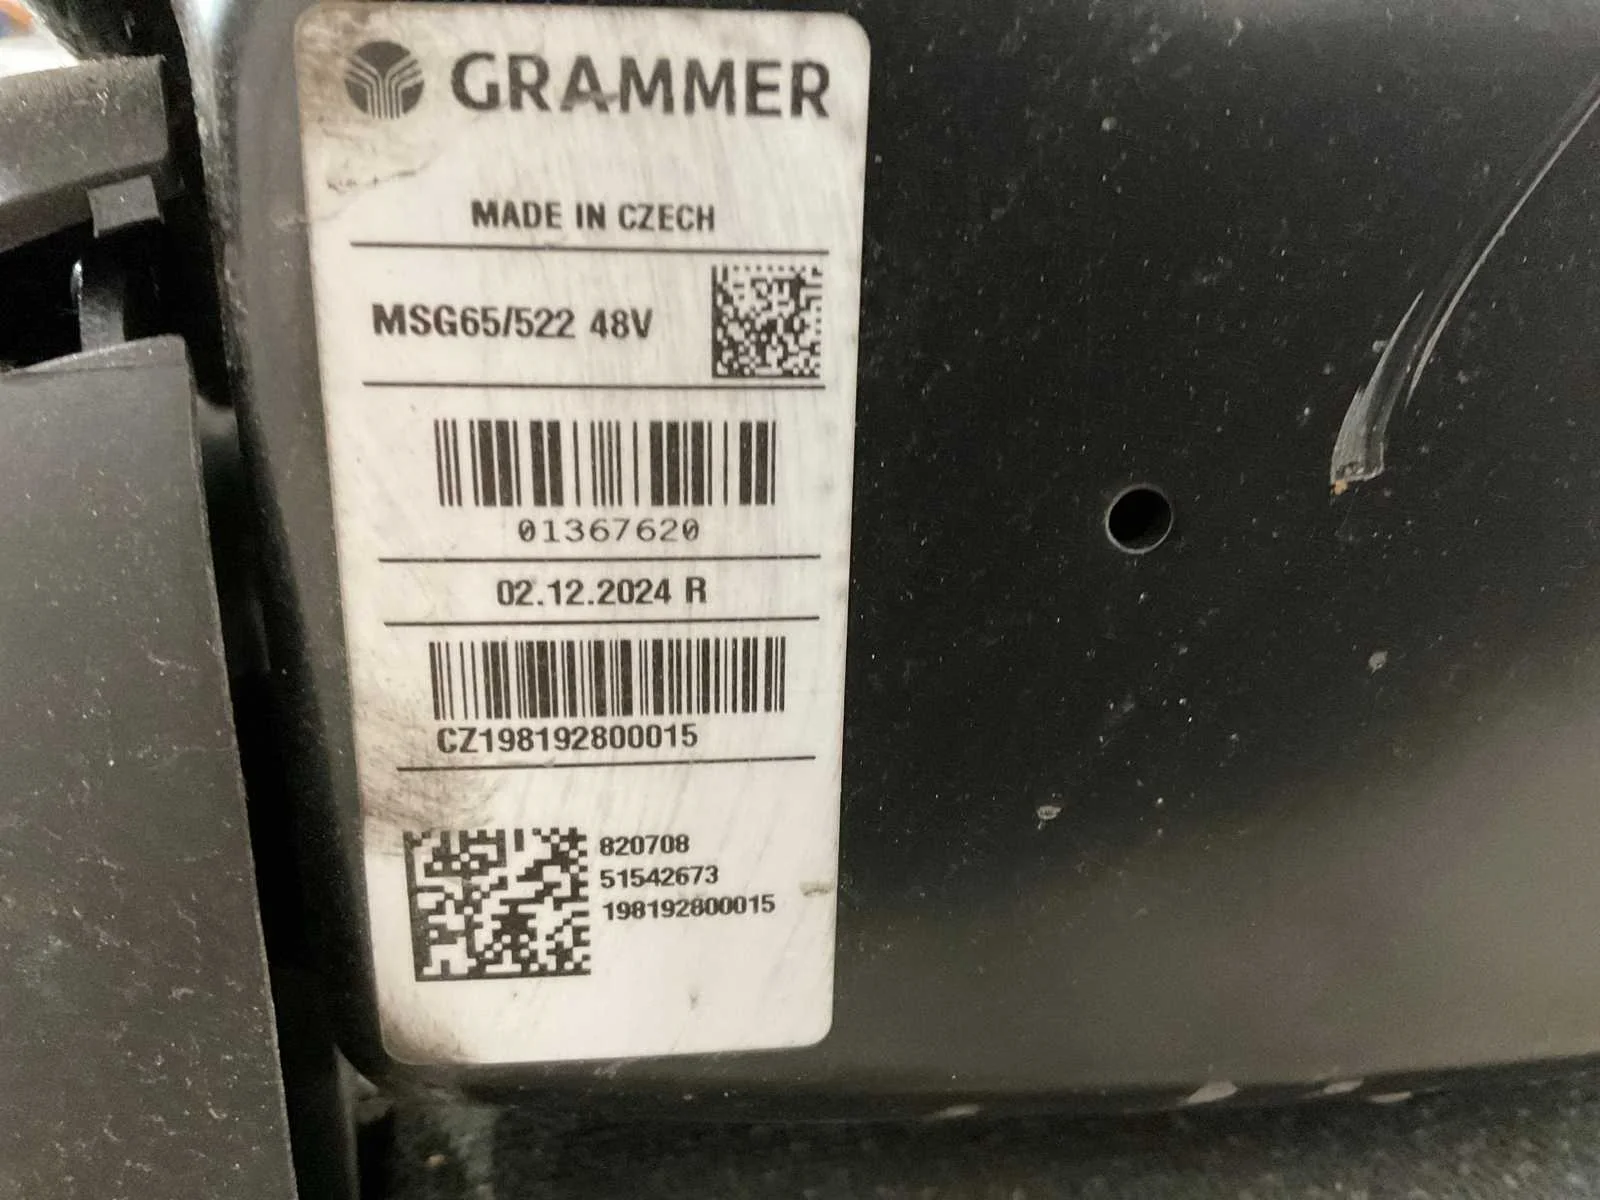 GRAMMER
MADE IN CZECH
MSG65/522 48V
01367620
02.12.2024 R
CZ198192800015
820708
51542673
198192800015